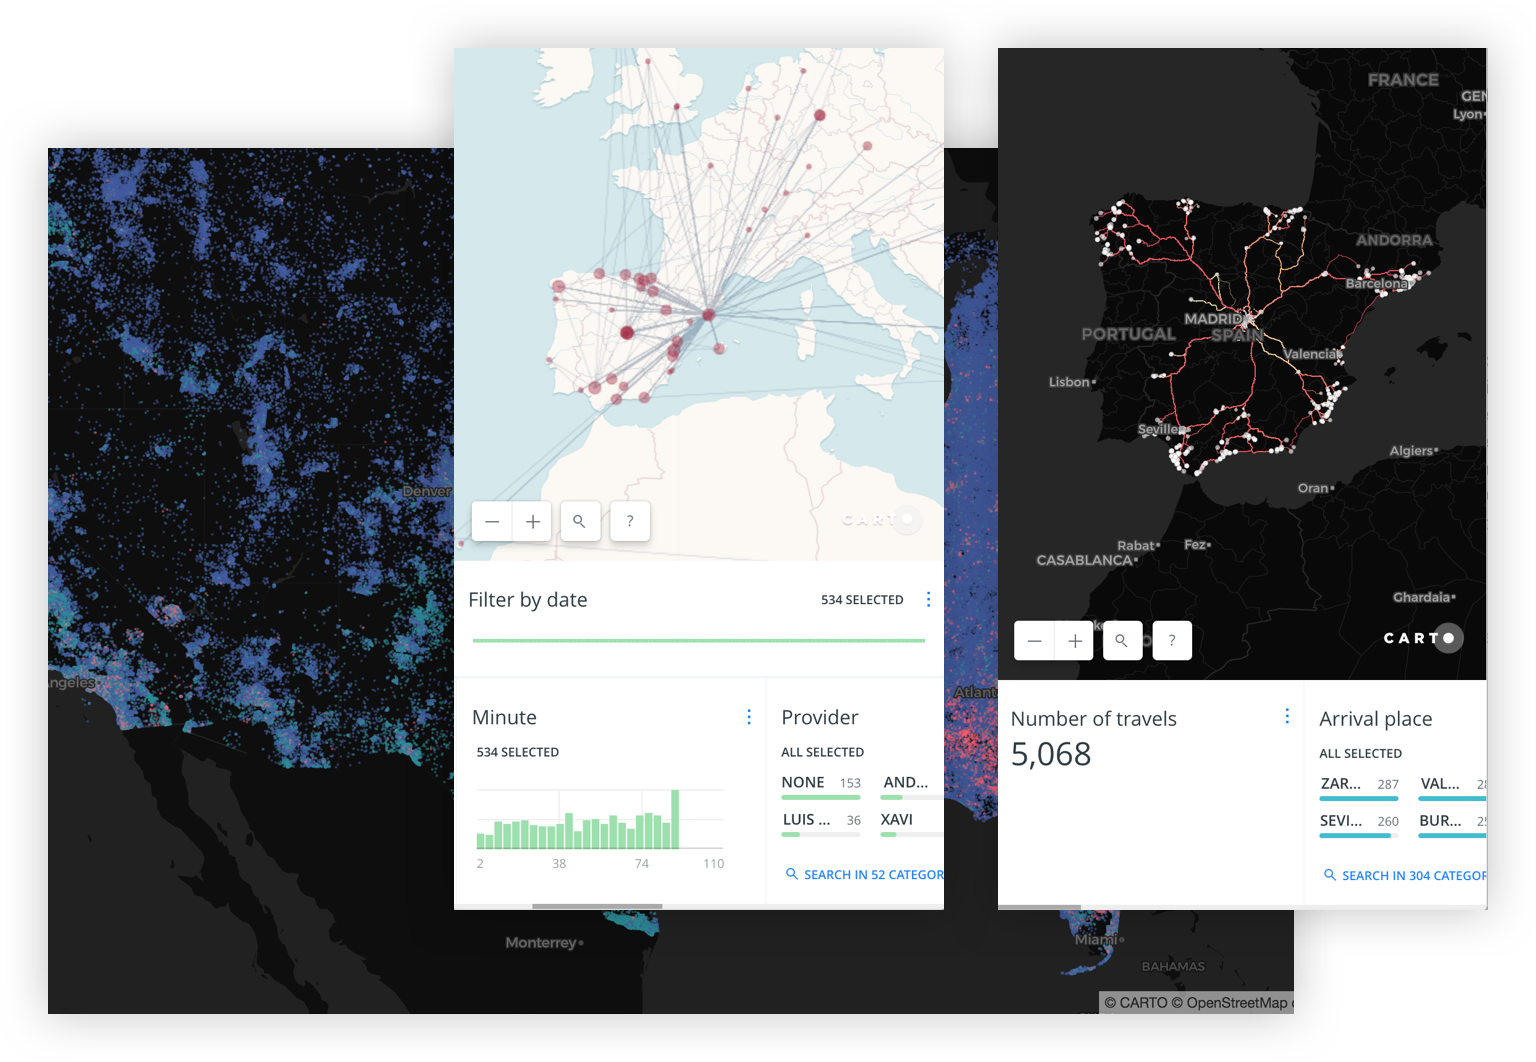 Denver
ngeles
Atlant
Monterrey
Miami
BAHAMAS
© CARTO © OpenStreetMap
CARTO
?
Filter by date
534 SELECTED
Minute
534 SELECTED
2 38 74 110
Provider
ALL SELECTED
NONE 153 AND...
LUIS ... 36 XAVI
SEARCH IN 52 CATEGOR
FRANCE
GEN
Lyon
ANDORRA
Barcelona
MADRID
PORTUGAL SPAIN
Valencia
Lisbon
Seville
Algiers
Oran
Rabat Fez
CASABLANCA
Ghardaia
?
CARTO
Number of travels
5,068
Arrival place
ALL SELECTED
ZAR... 287 VAL... 28
SEVI... 260 BUR... 25
SEARCH IN 304 CATEGOR